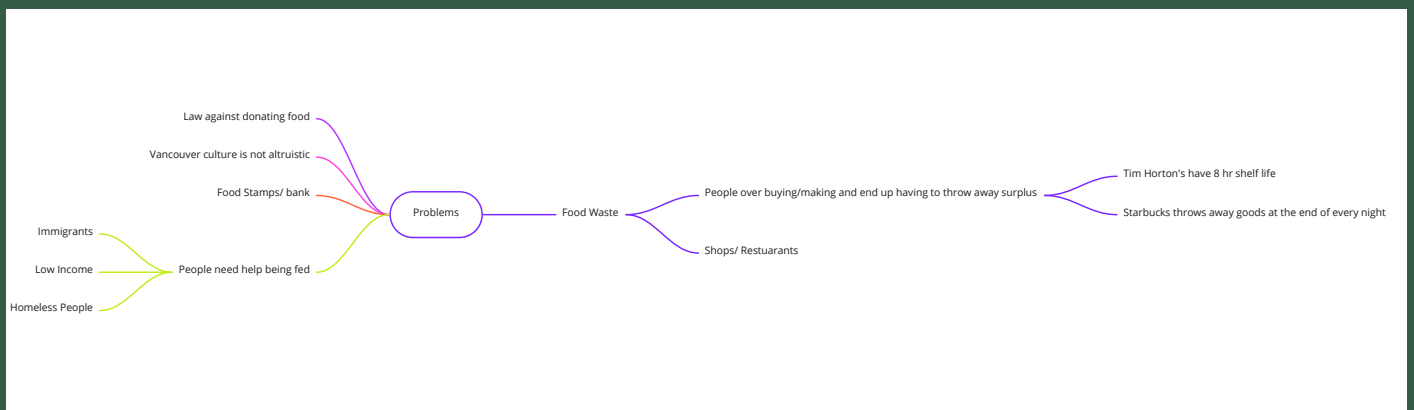 Law against donating food
Vancouver culture is not altruistic
Food Stamps/ bank
Immigrants
Low Income
Homeless People
People need help being fed
Problems
Food Waste
People over buying/making and end up having to throw away surplus
Tim Horton's have 8 hr shelf life
Starbucks throws away goods at the end of every night
Shops/ Restuarants